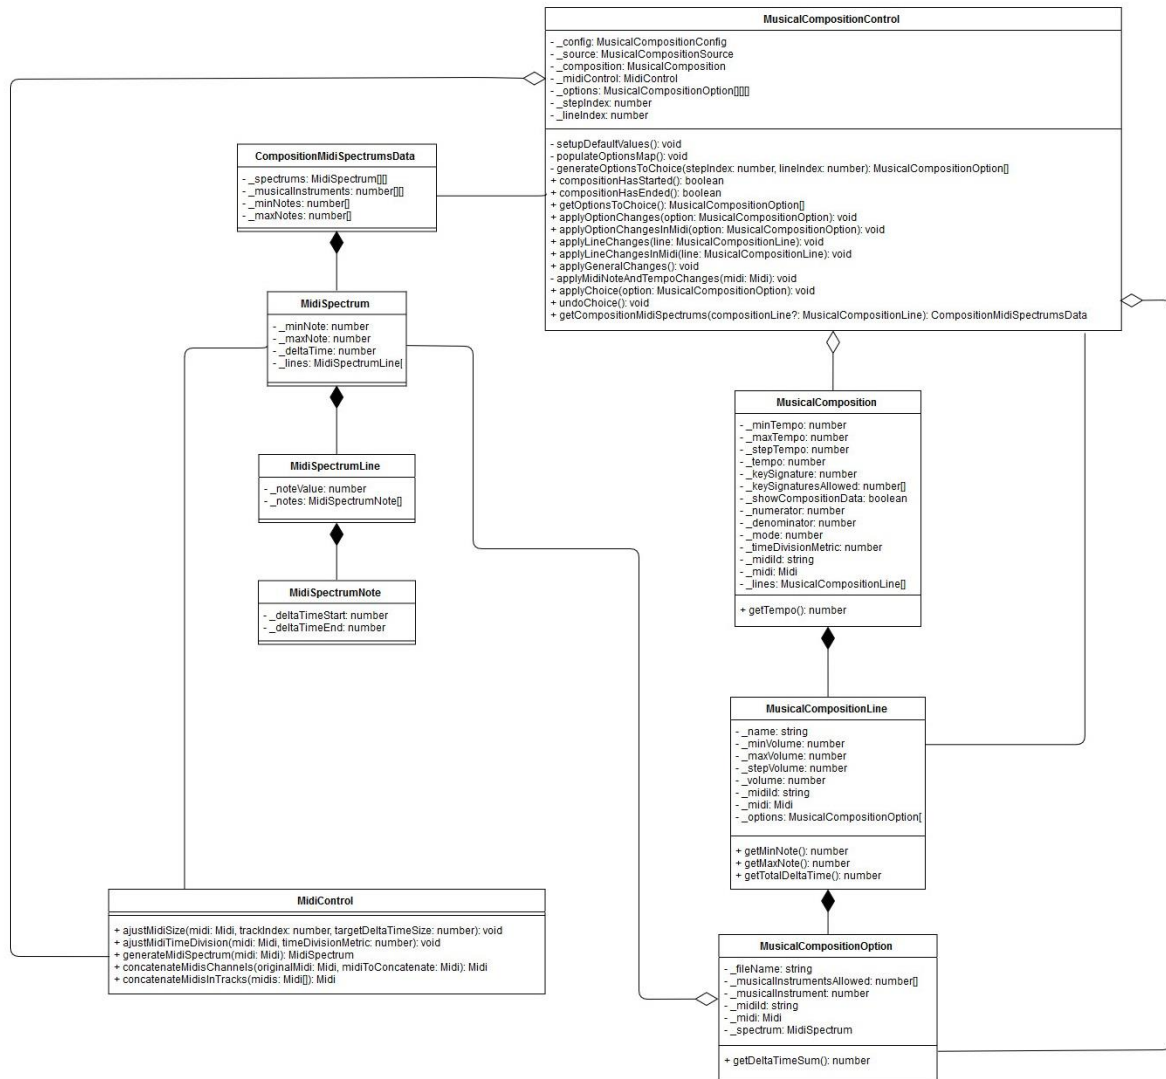 MusicalCompositionControl
- _config: MusicalCompositionConfig
- _source: MusicalCompositionSource
- _composition: MusicalComposition
- _midiControl: MidiControl
- _options: MusicalCompositionOption[][][]
- _stepIndex: number
- _lineIndex: number
- setupDefaultValues(): void
- populateOptionsMap(): void
- generateOptionsToChoice(stepIndex: number, lineIndex: number): MusicalCompositionOption[]
+ compositionHasStarted(): boolean
+ compositionHasEnded(): boolean
+ getOptionsToChoice(): MusicalCompositionOption[]
+ applyOptionChanges(option: MusicalCompositionOption): void
+ applyOptionChangesInMidi(option: MusicalCompositionOption): void
+ applyLineChanges(line: MusicalCompositionLine): void
+ applyLineChangesInMidi(line: MusicalCompositionLine): void
+ applyGeneralChanges(): void
- applyMidiNoteAndTempoChanges(midi: Midi): void
+ applyChoice(option: MusicalCompositionOption): void
+ undoChoice(): void
+ getCompositionMidiSpectrums(compositionLine?: MusicalCompositionLine): CompositionMidiSpectrumsData
CompositionMidiSpectrumsData
- _spectrums: MidiSpectrum[][]
- _musicalInstruments: number[][]
- _minNotes: number[]
- _maxNotes: number[]
MidiSpectrum
- _minNote: number
- _maxNote: number
- _deltaTime: number
- _lines: MidiSpectrumLine[
MidiSpectrumLine
- _noteValue: number
- _notes: MidiSpectrumNote[]
MidiSpectrumNote
- _deltaTimeStart: number
- _deltaTimeEnd: number
MusicalComposition
- _minTempo: number
- _maxTempo: number
- _stepTempo: number
- _tempo: number
- _keySignature: number
- _keySignaturesAllowed: number[]
- _showCompositionData: boolean
- _numerator: number
- _denominator: number
- _mode: number
- _timeDivisionMetric: number
- _midiId: string
- _midi: Midi
- _lines: MusicalCompositionLine[]
+ getTempo(): number
MusicalCompositionLine
- _name: string
- _minVolume: number
- _maxVolume: number
- _stepVolume: number
- _volume: number
- _midiId: string
- _midi: Midi
- _options: MusicalCompositionOption[
+ getMinNote(): number
+ getMaxNote(): number
+ getTotalDeltaTime(): number
MidiControl
+ ajustMidiSize(midi: Midi, trackIndex: number, targetDeltaTimeSize: number): void
+ ajustMidiTimeDivision(midi: Midi, timeDivisionMetric: number): void
+ generateMidiSpectrum(midi: Midi): MidiSpectrum
+ concatenateMidisChannels(originalMidi: Midi, midiToConcatenate: Midi): Midi
+ concatenateMidisInTracks(midis: Midi[]): Midi
MusicalCompositionOption
- _fileName: string
- _musicalInstrumentsAllowed: number[]
- _musicalInstrument: number
- _midiId: string
- _midi: Midi
- _spectrum: MidiSpectrum
+ getDeltaTimeSum(): number